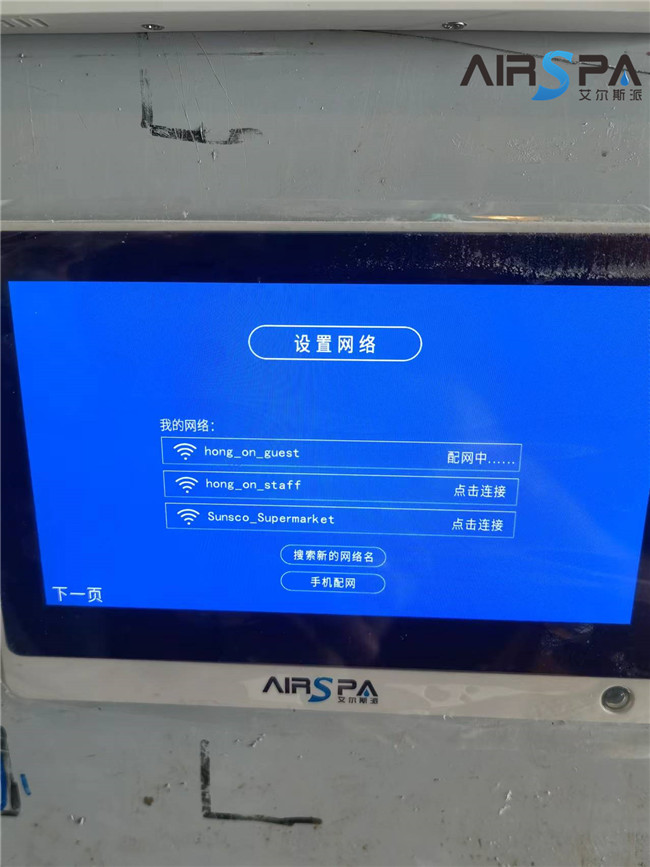 AIRSPA
艾尔斯派
设置网络
我的网络:
hong_on_guest 配网中......
hong_on_staff 点击连接
Sunsco_Supermarket 点击连接
搜索新的网络名
手机配网
下一页
AIRSPA
艾尔斯派